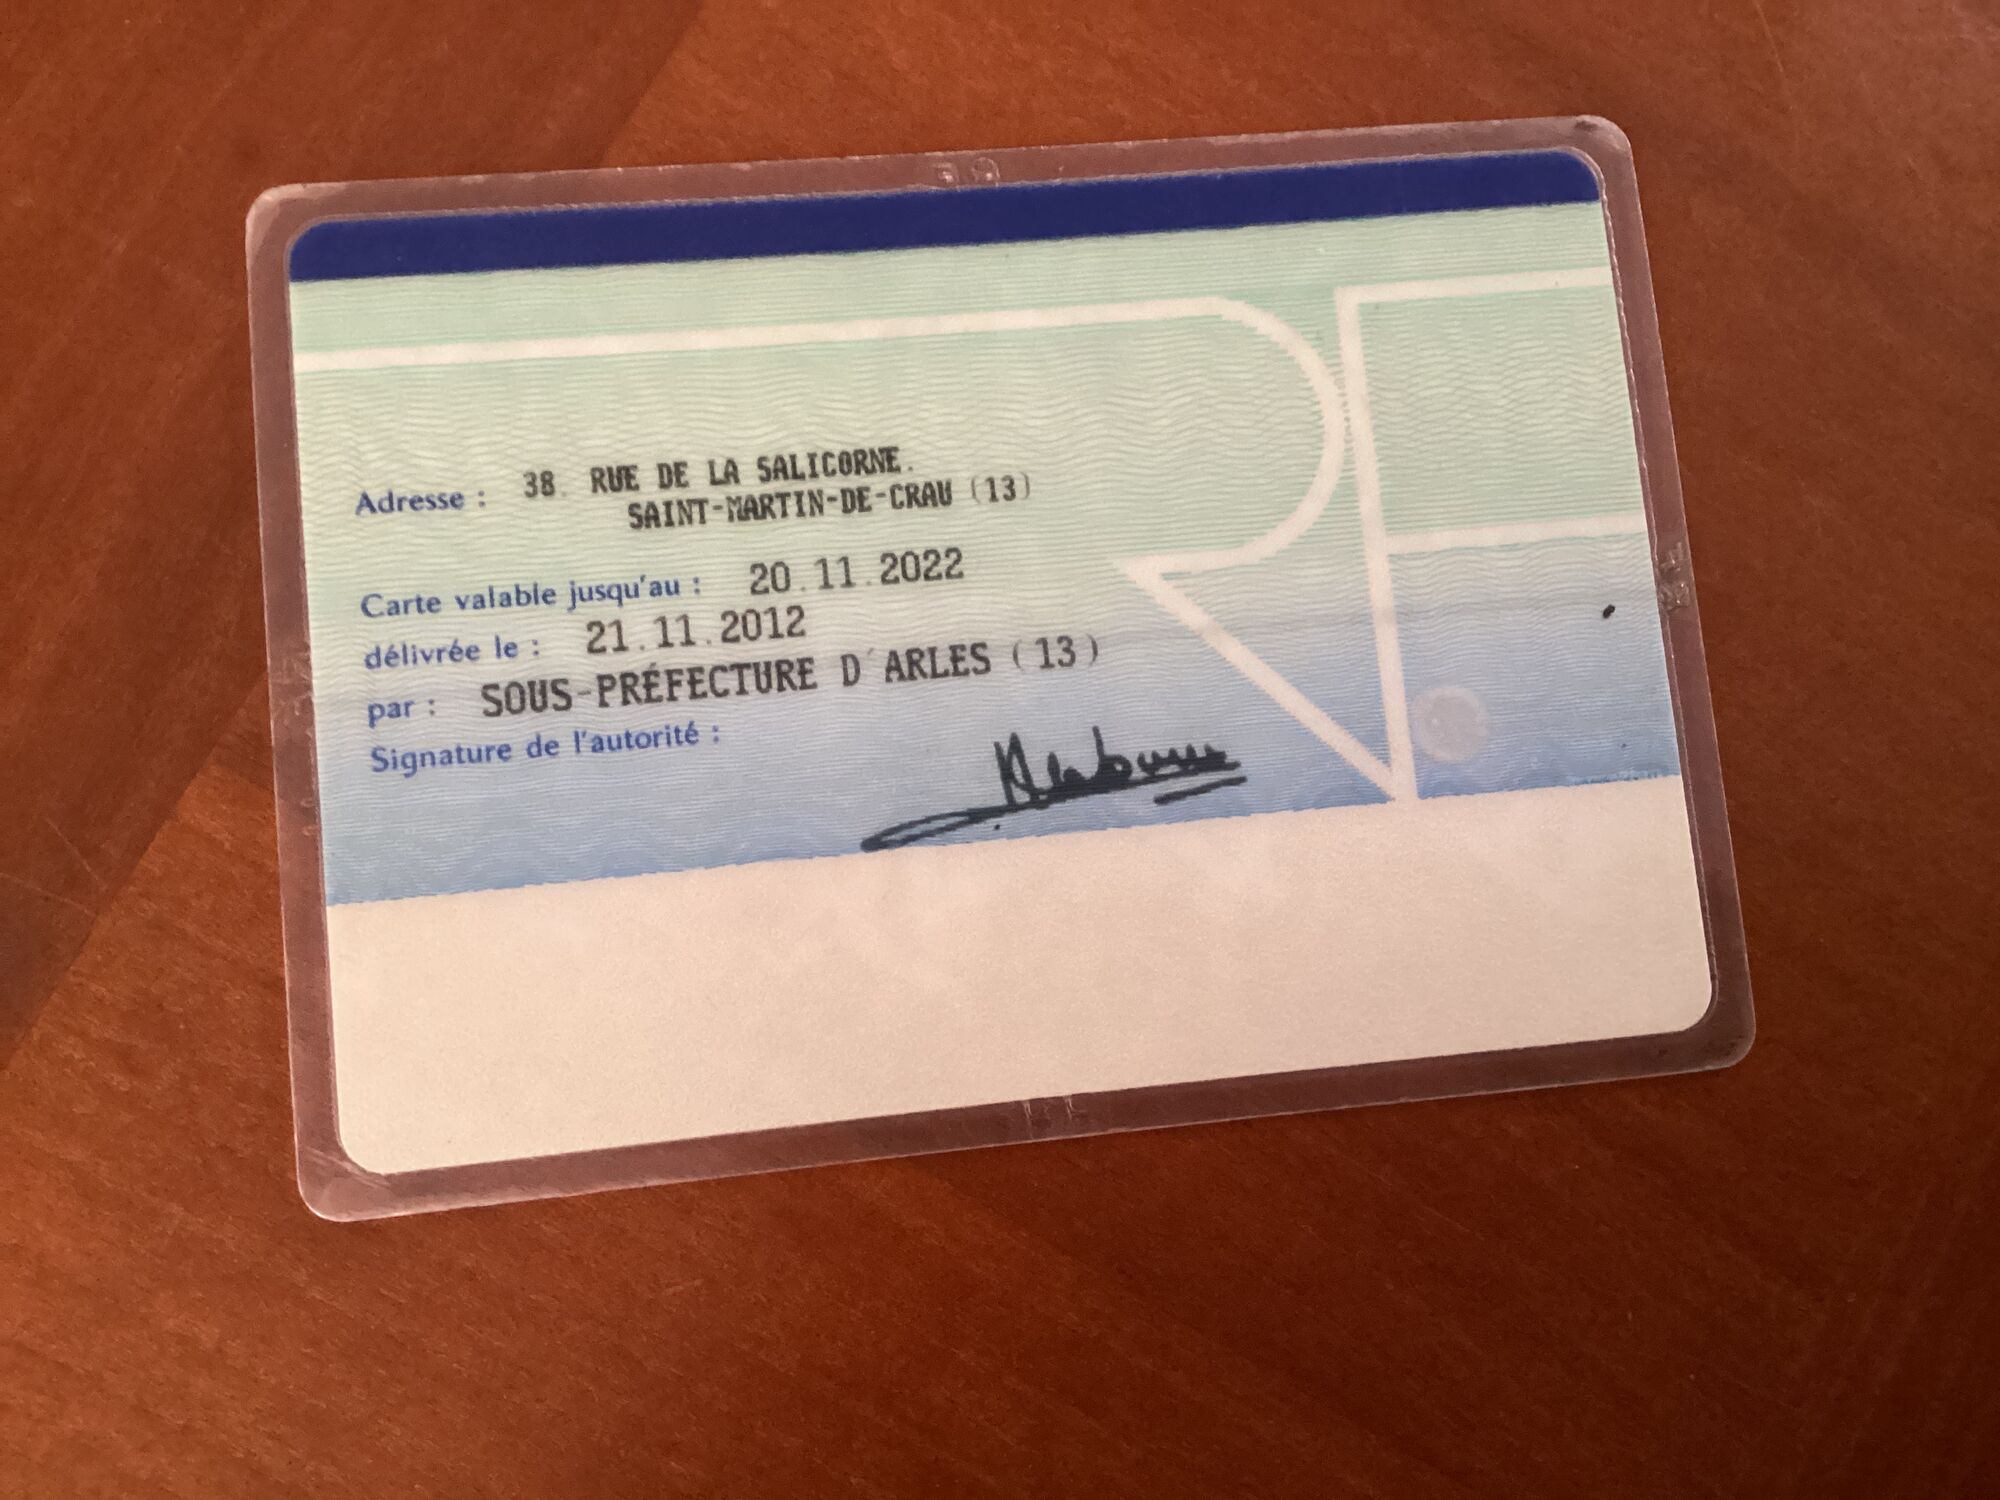 Adresse : 38. RUE DE LA SALICORNE.
SAINT-MARTIN-DE-CRAU (13)
Carte valable jusqu'au : 20.11.2022
délivrée le : 21.11.2012
par : SOUS-PRÉFECTURE D'ARLES (13)
Signature de l'autorité :
RF